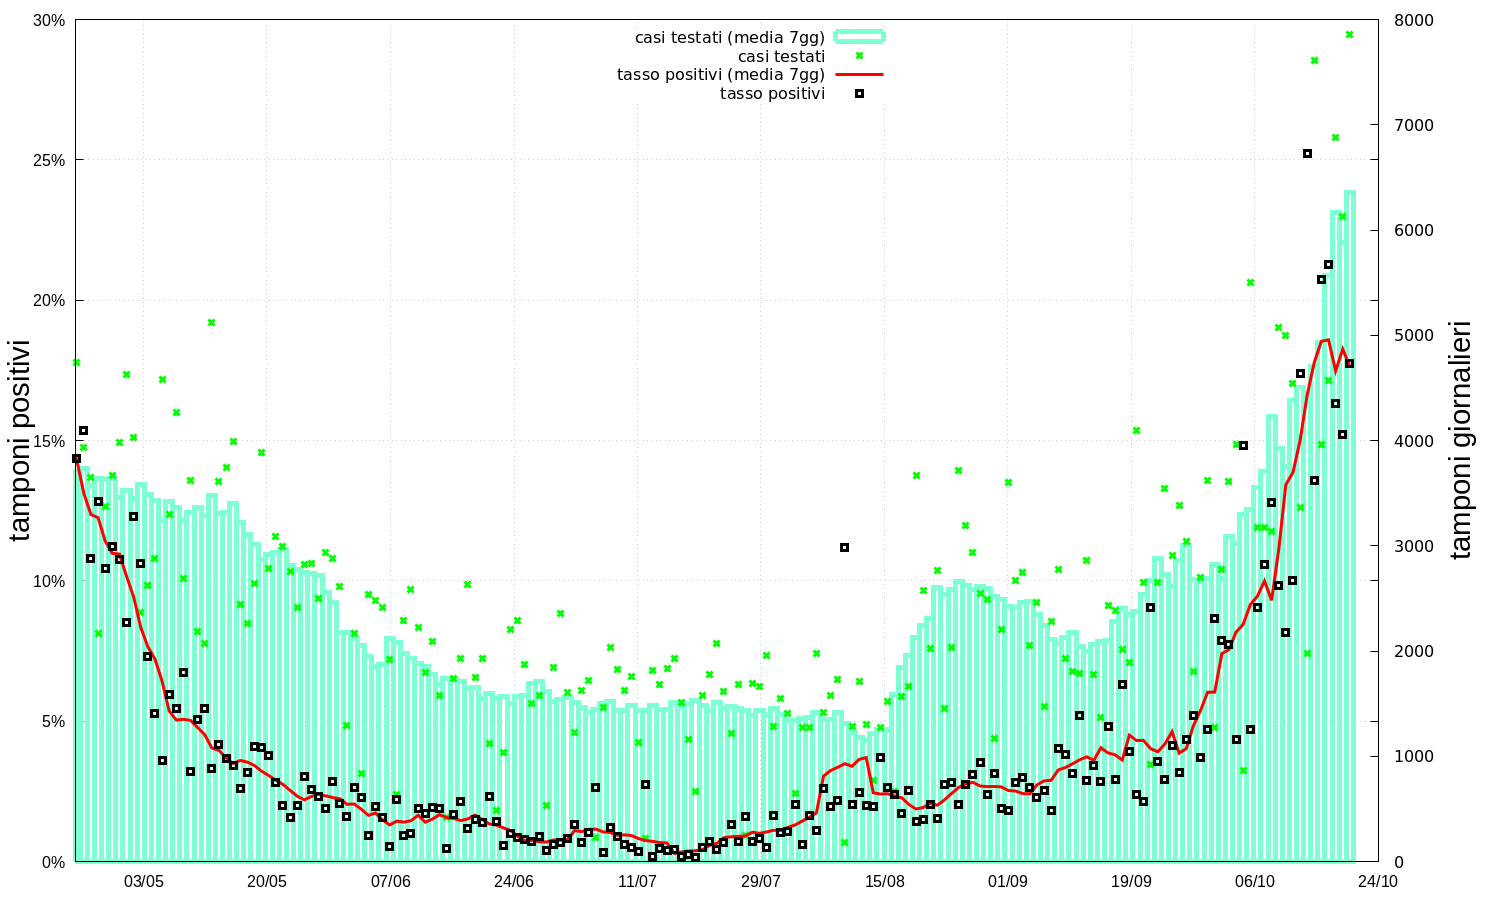 casi testati (media 7gg)
casi testati
tasso positivi (media 7gg)
tasso positivi
30%
25%
20%
15%
10%
5%
0%
tamponi positivi
8000
7000
6000
5000
4000
3000
2000
1000
0
tamponi giornalieri
03/05 20/05 07/06 24/06 11/07 29/07 15/08 01/09 19/09 06/10 24/10